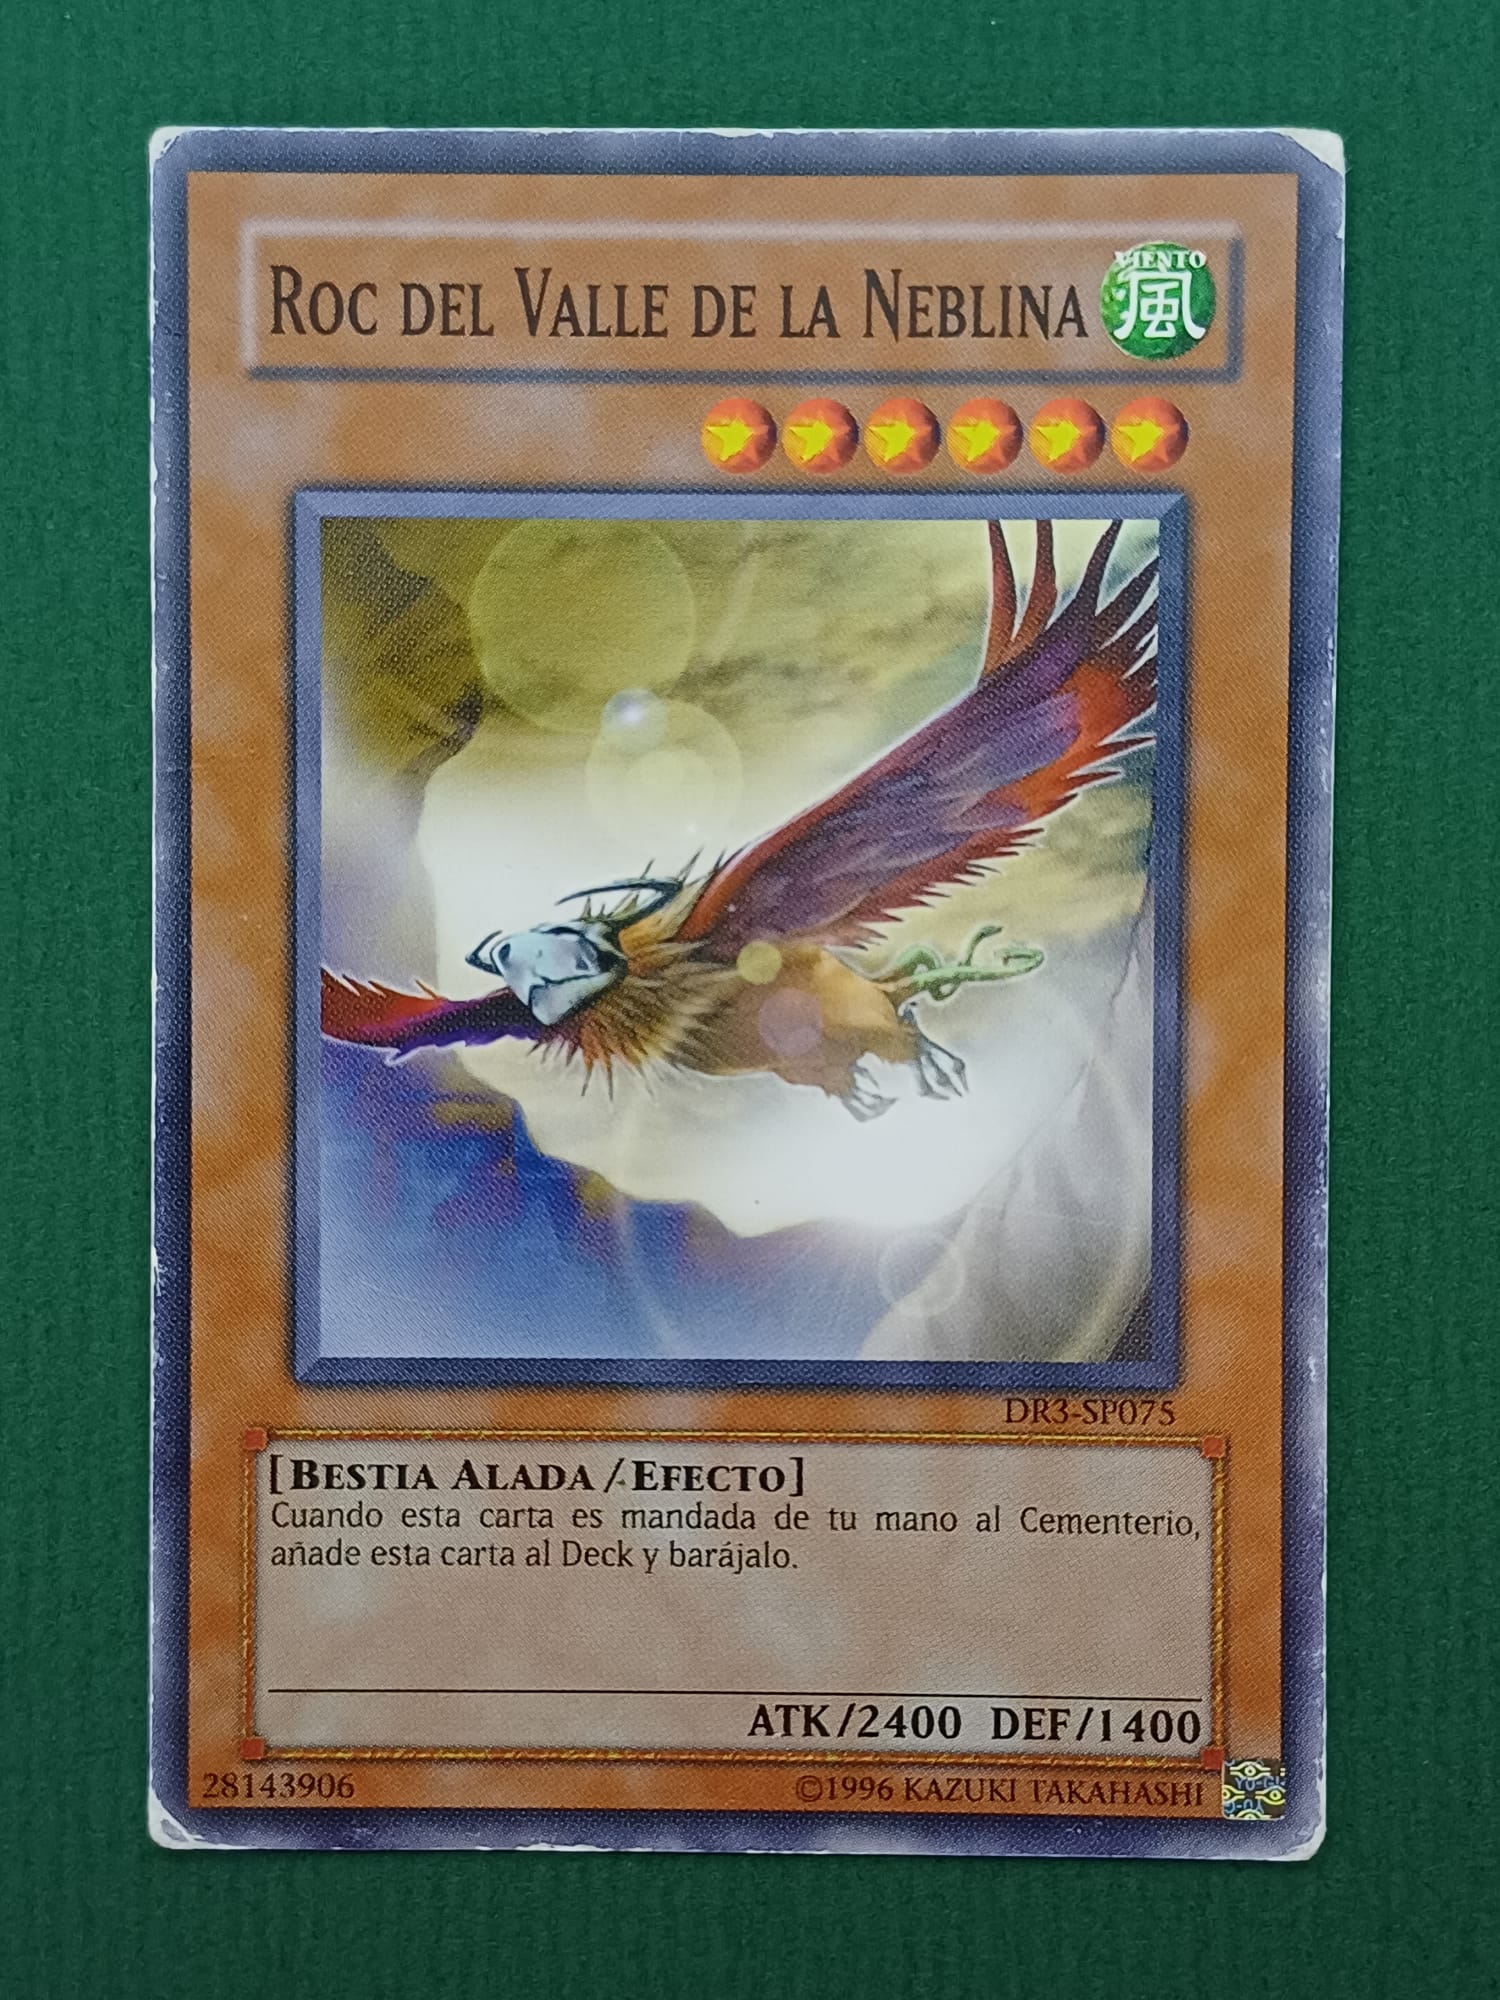 ROC DEL VALLE DE LA NEBLINA
VIENTO
風
DR3-SP075
[BESTIA ALADA/EFECTO]
Cuando esta carta es mandada de tu mano al Cementerio,
añade esta carta al Deck y barájalo.
ATK/2400 DEF/1400
28143906
©1996 KAZUKI TAKAHASHI